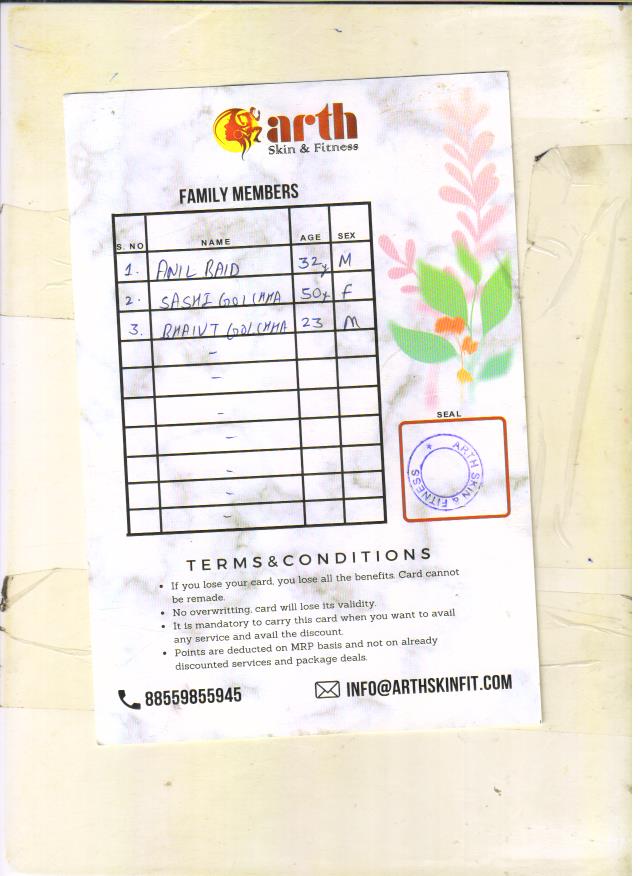 arth
Skin & Fitness
FAMILY MEMBERS
S. NO NAME AGE SEX
1. ANIL BAID 32y M
2. SASHI GOLCHHA 50y F
3. GOLCHHA 23 M
SEAL
ARTH SKIN & FITNESS
TERMS&CONDITIONS
• If you lose your card, you lose all the benefits. Card cannot
be remade.
• No overwritting, card will lose its validity.
• It is mandatory to carry this card when you want to avail
any service and avail the discount.
• Points are deducted on MRP basis and not on already
discounted services and package deals.
88559855945 INFO@ARTHSKINFIT.COM